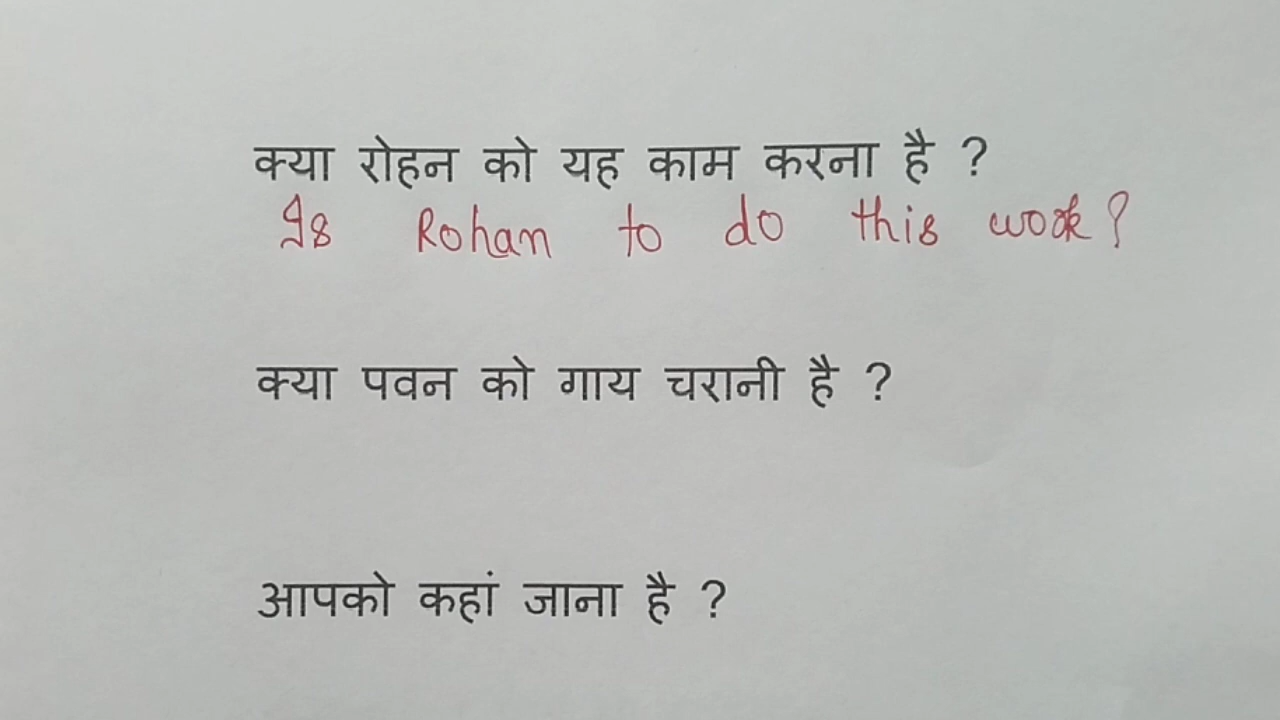 क्या रोहन को यह काम करना है ?
Is Rohan to do this work?
क्या पवन को गाय चरानी है ?
आपको कहां जाना है ?